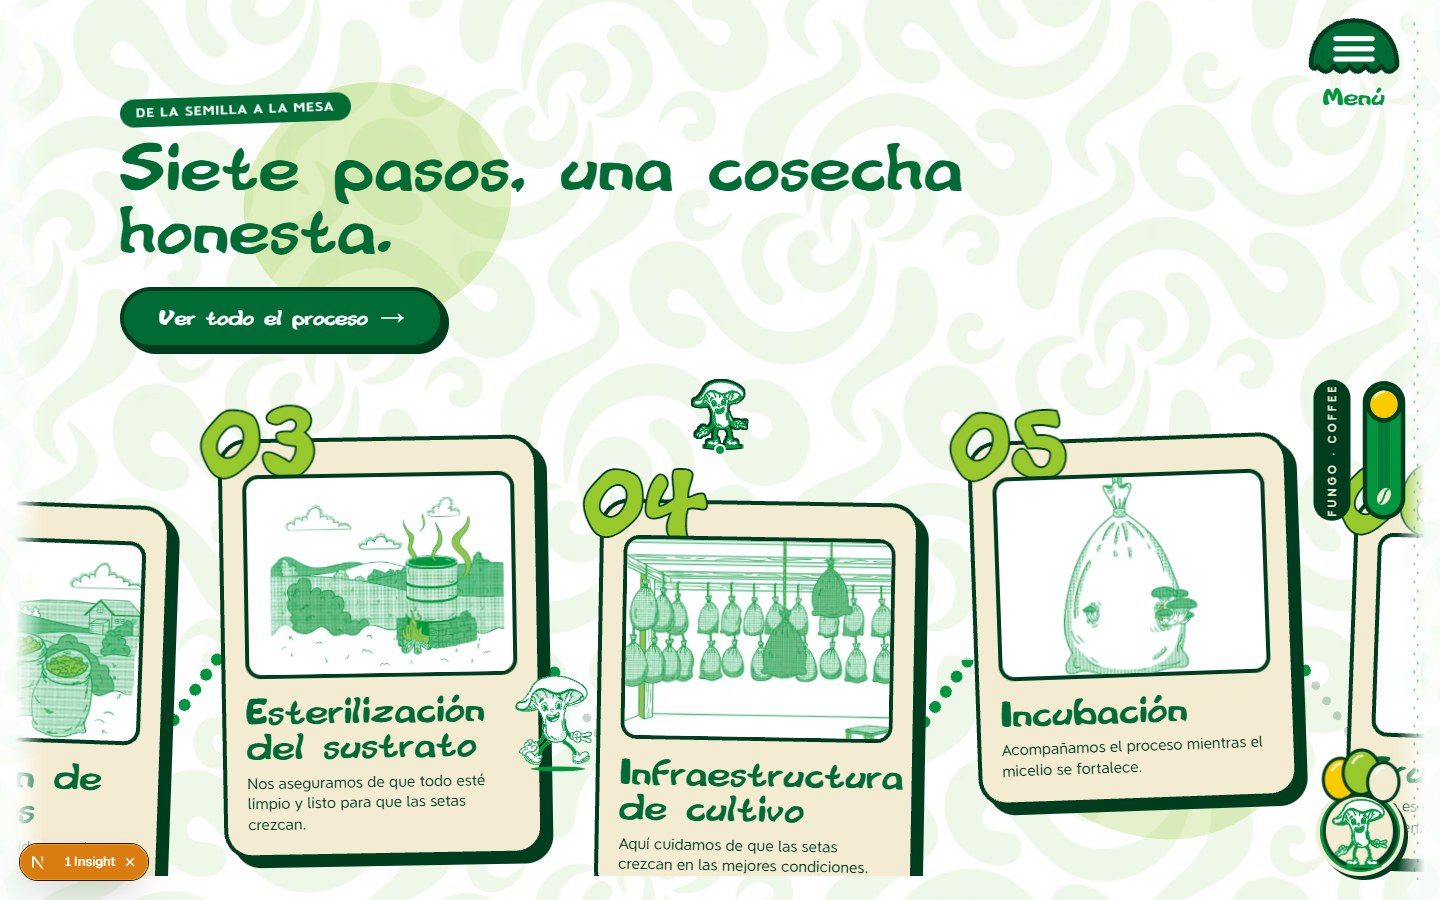 Menú
DE LA SEMILLA A LA MESA
Siete pasos, una cosecha
honesta.
Ver todo el proceso →
FUNGO . COFFEE
n de
s
03
Esterilización
del sustrato
Nos aseguramos de que todo esté
limpio y listo para que las setas
crezcan.
04
Infraestructura
de cultivo
Aquí cuidamos de que las setas
crezcan en las mejores condiciones.
05
Incubación
Acompañamos el proceso mientras el
micelio se fortalece.
N 1 Insight ×